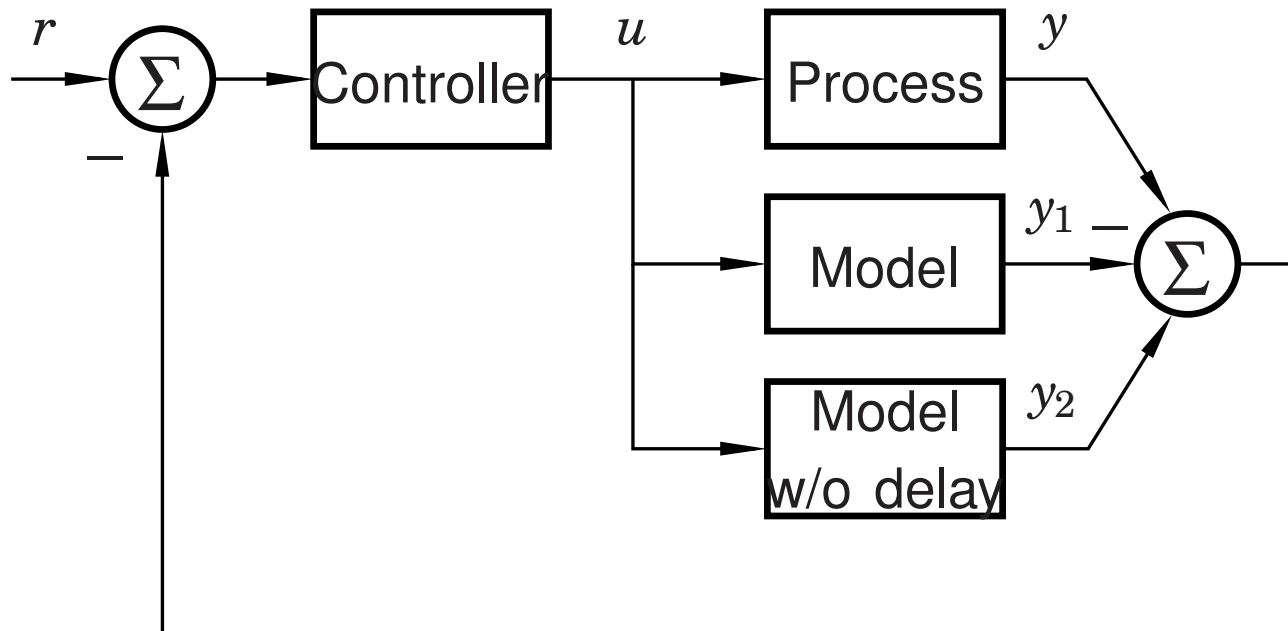 r
Σ
Controller
u
Process
y
−
Model
y1
−
Σ
Model
w/o delay
y2